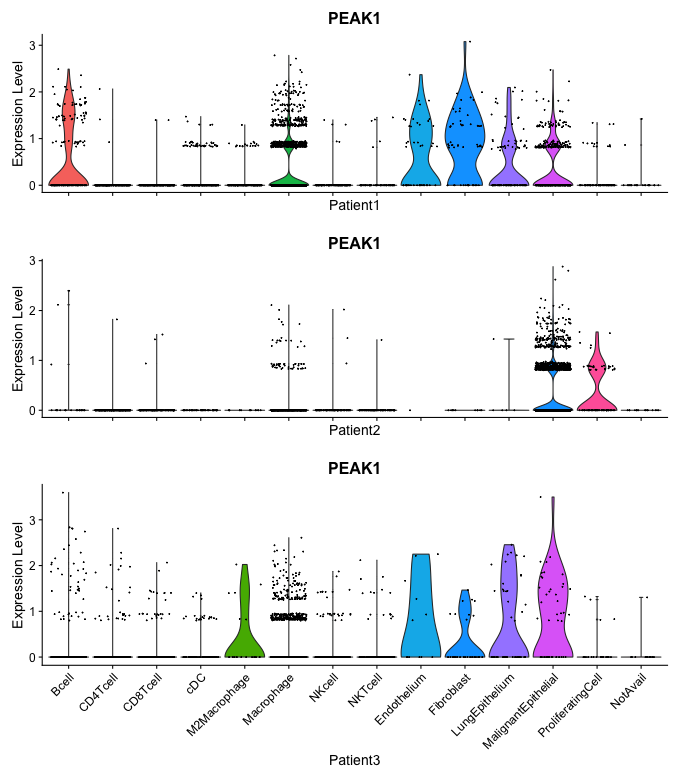 PEAK1
Expression Level
3
2
1
0
Patient1
PEAK1
Expression Level
3
2
1
0
Patient2
PEAK1
Expression Level
3
2
1
0
Bcell
CD4Tcell
CD8Tcell
cDC
M2Macrophage
Macrophage
NKcell
NKTcell
Endothelium
Fibroblast
LungEpithelium
MalignantEpithelial
ProliferatingCell
NotAvail
Patient3